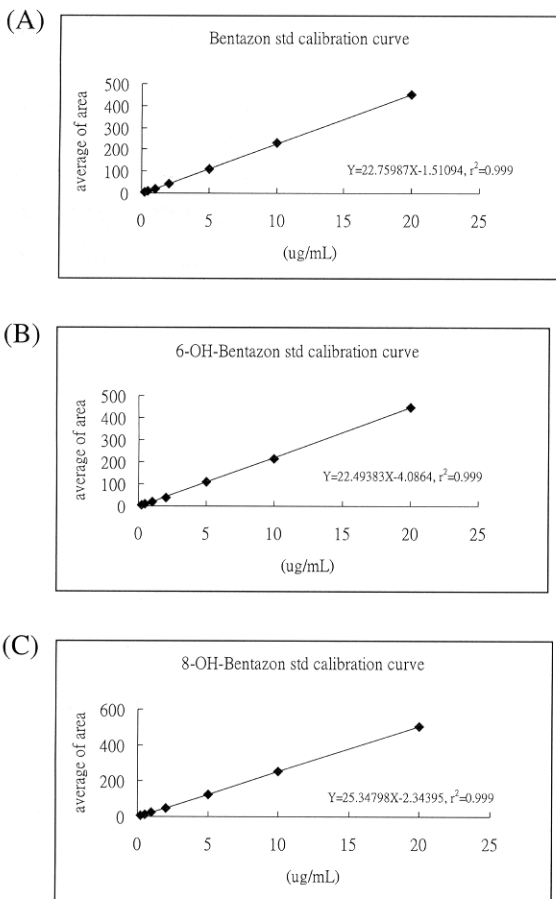 (A)
Bentazon std calibration curve
average of area
500
400
300
200
100
0
Y=22.75987X-1.51094, r²=0.999
0 5 10 15 20 25
(ug/mL)
(B)
6-OH-Bentazon std calibration curve
average of area
500
400
300
200
100
0
Y=22.49383X-4.0864, r²=0.999
0 5 10 15 20 25
(ug/mL)
(C)
8-OH-Bentazon std calibration curve
average of area
600
400
200
0
Y=25.34798X-2.34395, r²=0.999
0 5 10 15 20 25
(ug/mL)